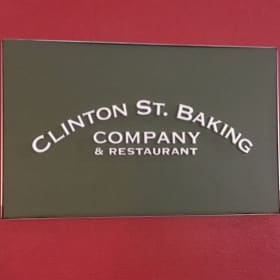 CLINTON ST. BAKING
COMPANY
& RESTAURANT